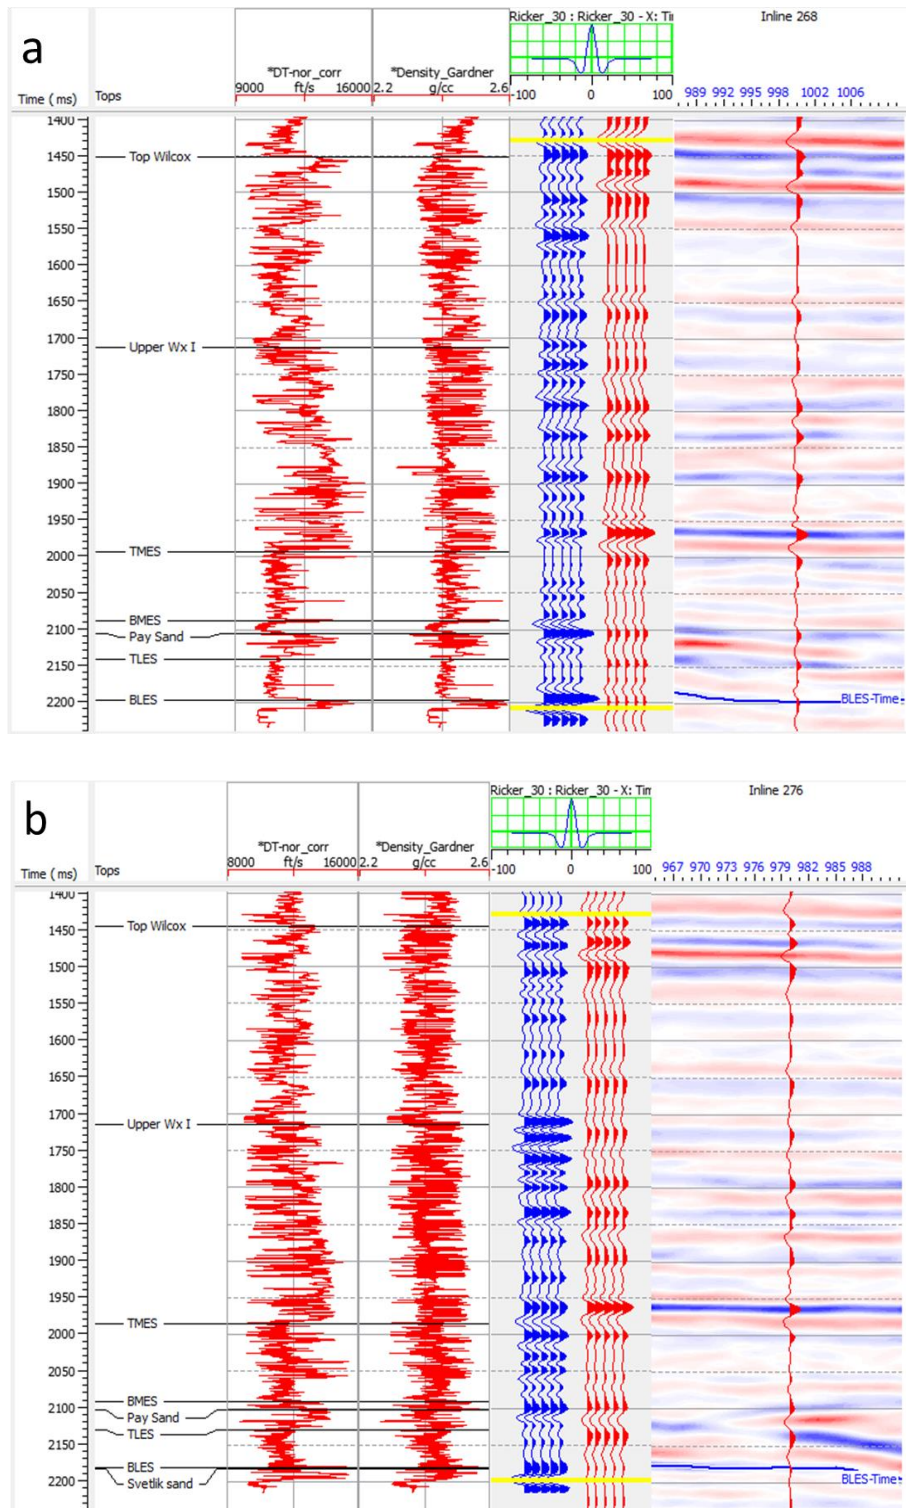 a
Ricker_30 : Ricker_30 - X: Tir
Inline 268
*DT-nor_corr
*Density_Gardner
9000 ft/s 16000 2.2 g/cc 2.6
-100 0 100
989 992 995 998 1002 1006
Time ( ms) Tops
1400
1450 Top Wilcox
1500
1550
1600
1650
1700
Upper Wx I
1750
1800
1850
1900
1950
2000 TMES
2050
BMES
2100 Pay Sand
TLES
2150
BLES
2200
BLES-Time
b
Ricker_30 : Ricker_30 - X: Tim
Inline 276
*DT-nor_corr
*Density_Gardner
8000 ft/s 16000 2.2 g/cc 2.6
-100 0 100
967 970 973 976 979 982 985 988
Time ( ms) Tops
1400
Top Wilcox
1450
1500
1550
1600
1650
1700
Upper Wx I
1750
1800
1850
1900
1950
TMES
2000
2050
BMES
2100
Pay Sand
TLES
2150
BLES
2200 Svetlik sand
BLES-Time